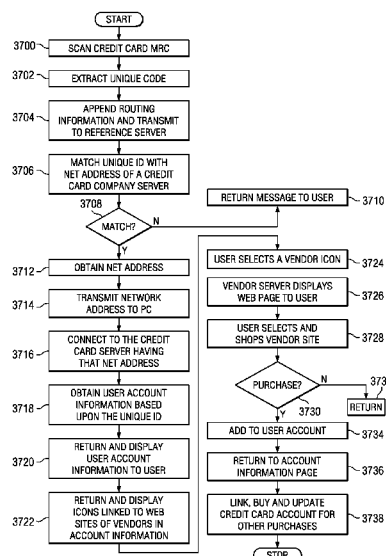 START
3700
SCAN CREDIT CARD MRC
3702
EXTRACT UNIQUE CODE
3704
APPEND ROUTING
INFORMATION AND TRANSMIT
TO REFERENCE SERVER
3706
MATCH UNIQUE ID WITH
NET ADDRESS OF A CREDIT
CARD COMPANY SERVER
3708
MATCH?
N
Y
3710
RETURN MESSAGE TO USER
3712
OBTAIN NET ADDRESS
3714
TRANSMIT NETWORK
ADDRESS TO PC
3716
CONNECT TO THE CREDIT
CARD SERVER HAVING
THAT NET ADDRESS
3718
OBTAIN USER ACCOUNT
INFORMATION BASED
UPON THE UNIQUE ID
3720
RETURN AND DISPLAY
USER ACCOUNT
INFORMATION TO USER
3722
RETURN AND DISPLAY
ICONS LINKED TO WEB
SITES OF VENDORS IN
ACCOUNT INFORMATION
USER SELECTS A VENDOR ICON
3724
VENDOR SERVER DISPLAYS
WEB PAGE TO USER
3726
USER SELECTS AND
SHOPS VENDOR SITE
3728
PURCHASE?
N
Y
3730
373
RETURN
ADD TO USER ACCOUNT
3734
RETURN TO ACCOUNT
INFORMATION PAGE
3736
LINK, BUY AND UPDATE
CREDIT CARD ACCOUNT FOR
OTHER PURCHASES
3738
STOP